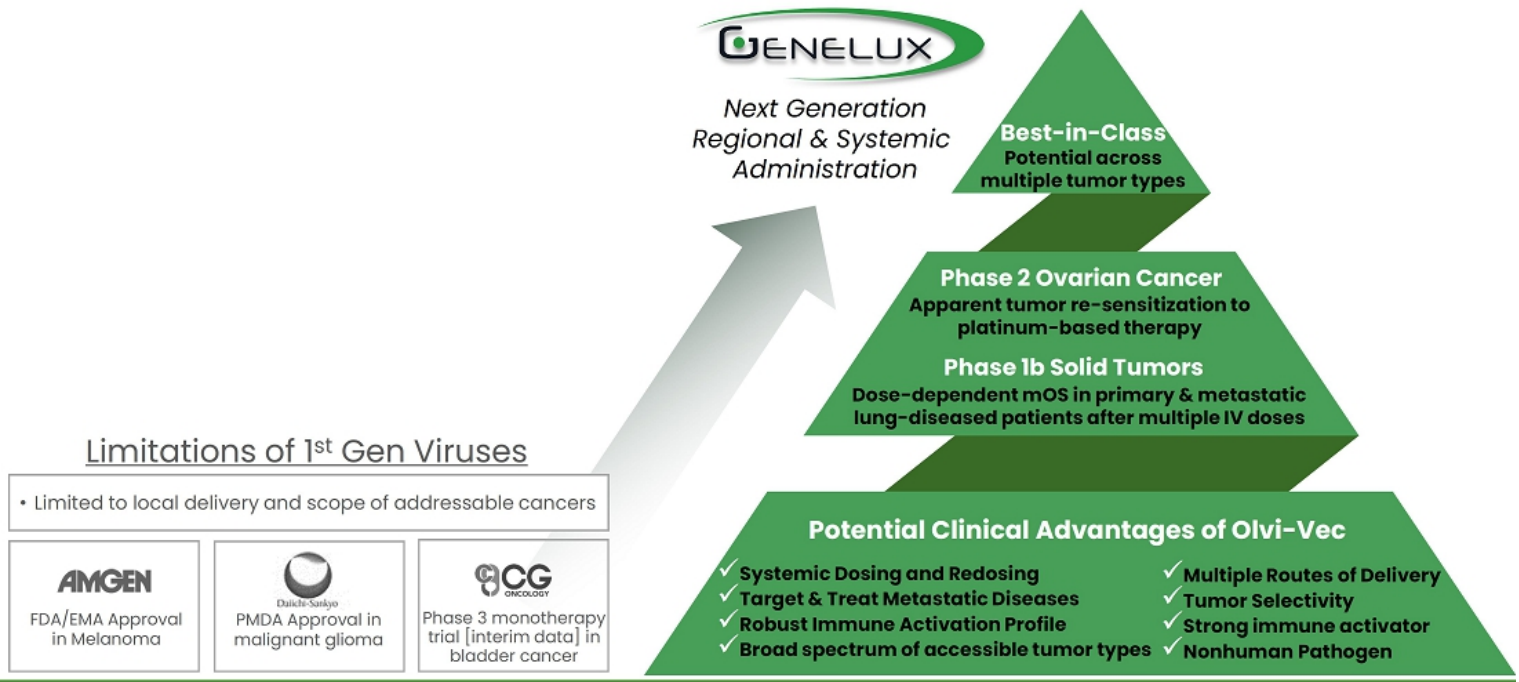 GENELUX
Next Generation
Regional & Systemic
Administration
Best-in-Class
Potential across
multiple tumor types
Phase 2 Ovarian Cancer
Apparent tumor re-sensitization to
platinum-based therapy
Phase 1b Solid Tumors
Dose-dependent mOS in primary & metastatic
lung-diseased patients after multiple IV doses
Limitations of 1st Gen Viruses
• Limited to local delivery and scope of addressable cancers
AMGEN
FDA/EMA Approval
in Melanoma
Daiichi-Sankyo
PMDA Approval in
malignant glioma
CG
ONCOLOGY
Phase 3 monotherapy
trial [interim data] in
bladder cancer
Potential Clinical Advantages of Olvi-Vec
✓ Systemic Dosing and Redosing
✓ Target & Treat Metastatic Diseases
✓ Robust Immune Activation Profile
✓ Broad spectrum of accessible tumor types
✓ Multiple Routes of Delivery
✓ Tumor Selectivity
✓ Strong immune activator
✓ Nonhuman Pathogen